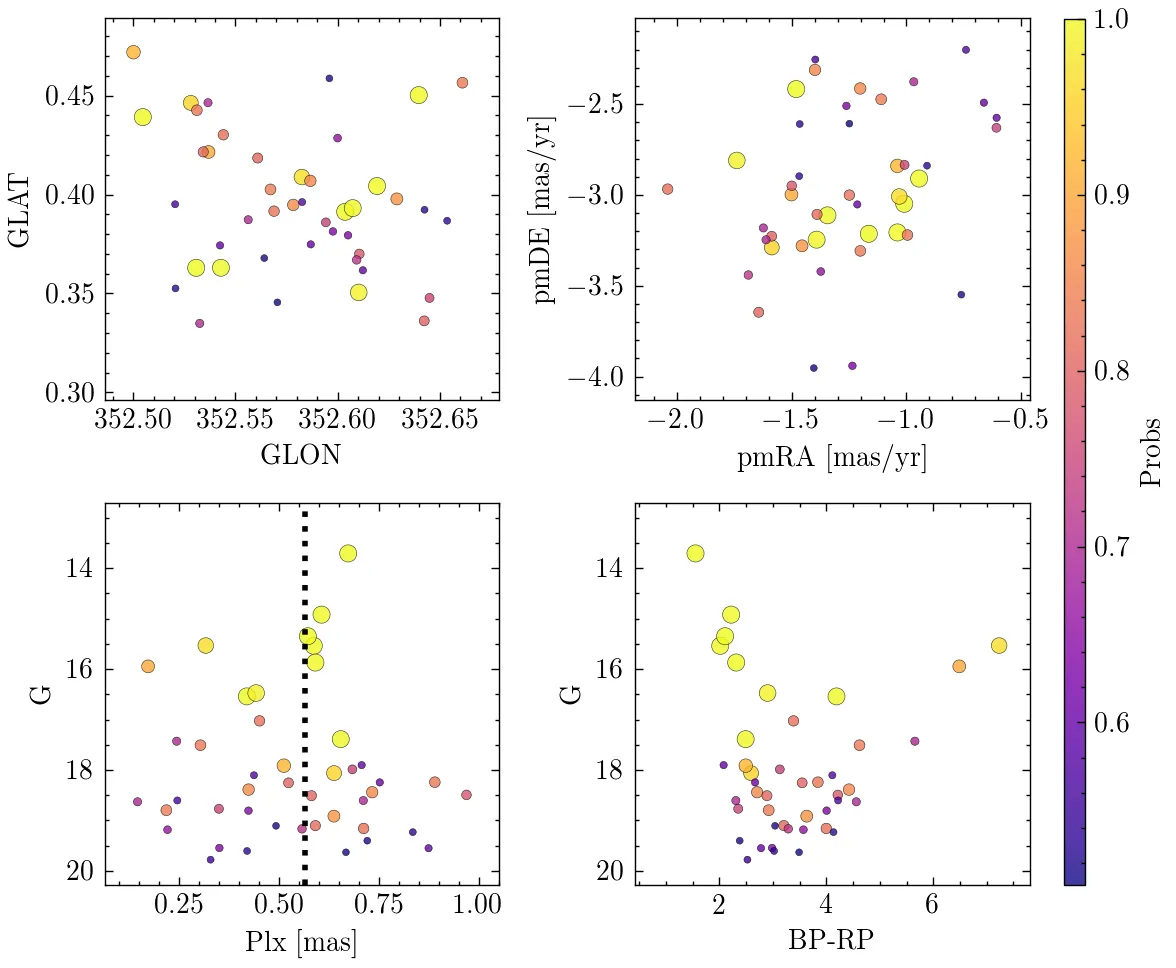 0.45
0.40
0.35
0.30
GLAT
352.50 352.55 352.60 352.65
GLON
−2.5
−3.0
−3.5
−4.0
pmDE [mas/yr]
−2.0 −1.5 −1.0 −0.5
pmRA [mas/yr]
1.0
0.9
0.8
0.7
0.6
Probs
14
16
18
20
G
0.25 0.50 0.75 1.00
Plx [mas]
14
16
18
20
G
2 4 6
BP-RP